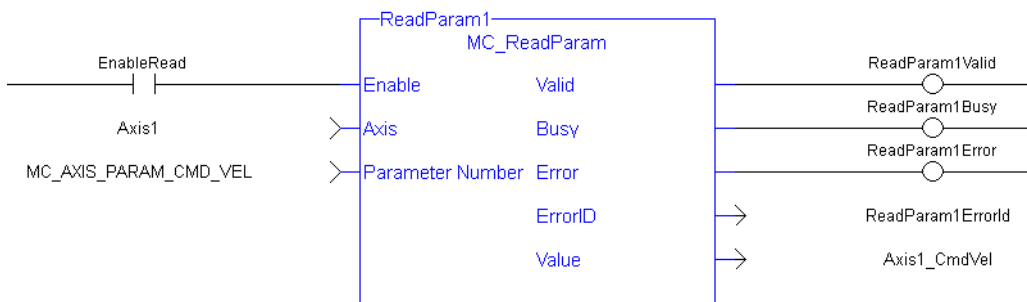 ReadParam1
MC_ReadParam
EnableRead
Enable
Valid
ReadParam1Valid
Axis1
Axis
Busy
ReadParam1Busy
MC_AXIS_PARAM_CMD_VEL
Parameter Number
Error
ReadParam1Error
ErrorID
ReadParam1ErrorId
Value
Axis1_CmdVel